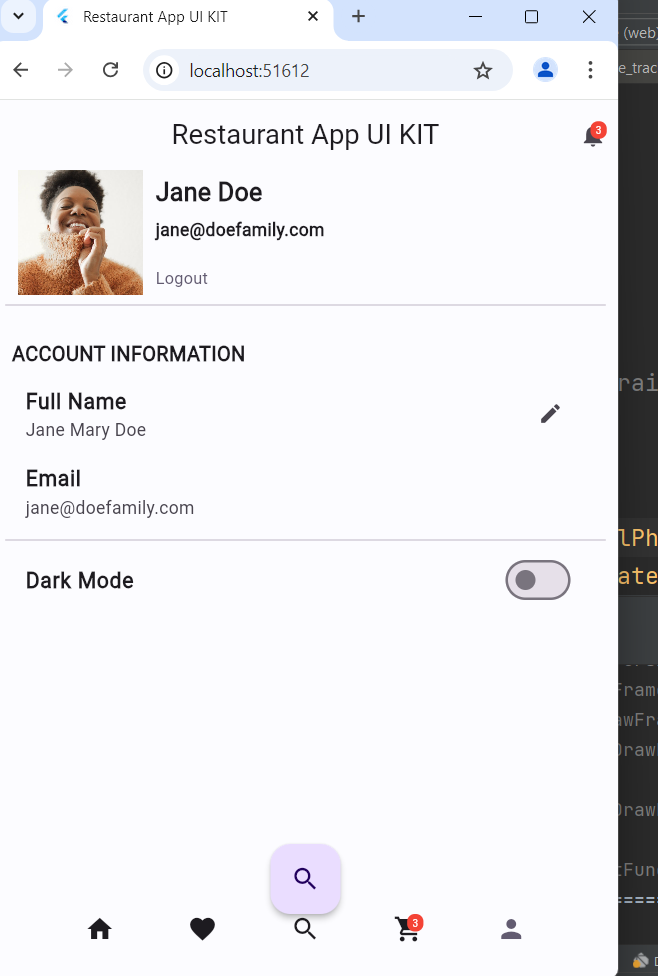 Restaurant App UI KIT
localhost:51612
(web)
e_trac
Restaurant App UI KIT
3
Jane Doe
jane@doefamily.com
Logout
ACCOUNT INFORMATION
Full Name
Jane Mary Doe
Email
jane@doefamily.com
Dark Mode
3
rai
lPh
ate
Fram
awFra
Draw
Draw
tFunc
=====